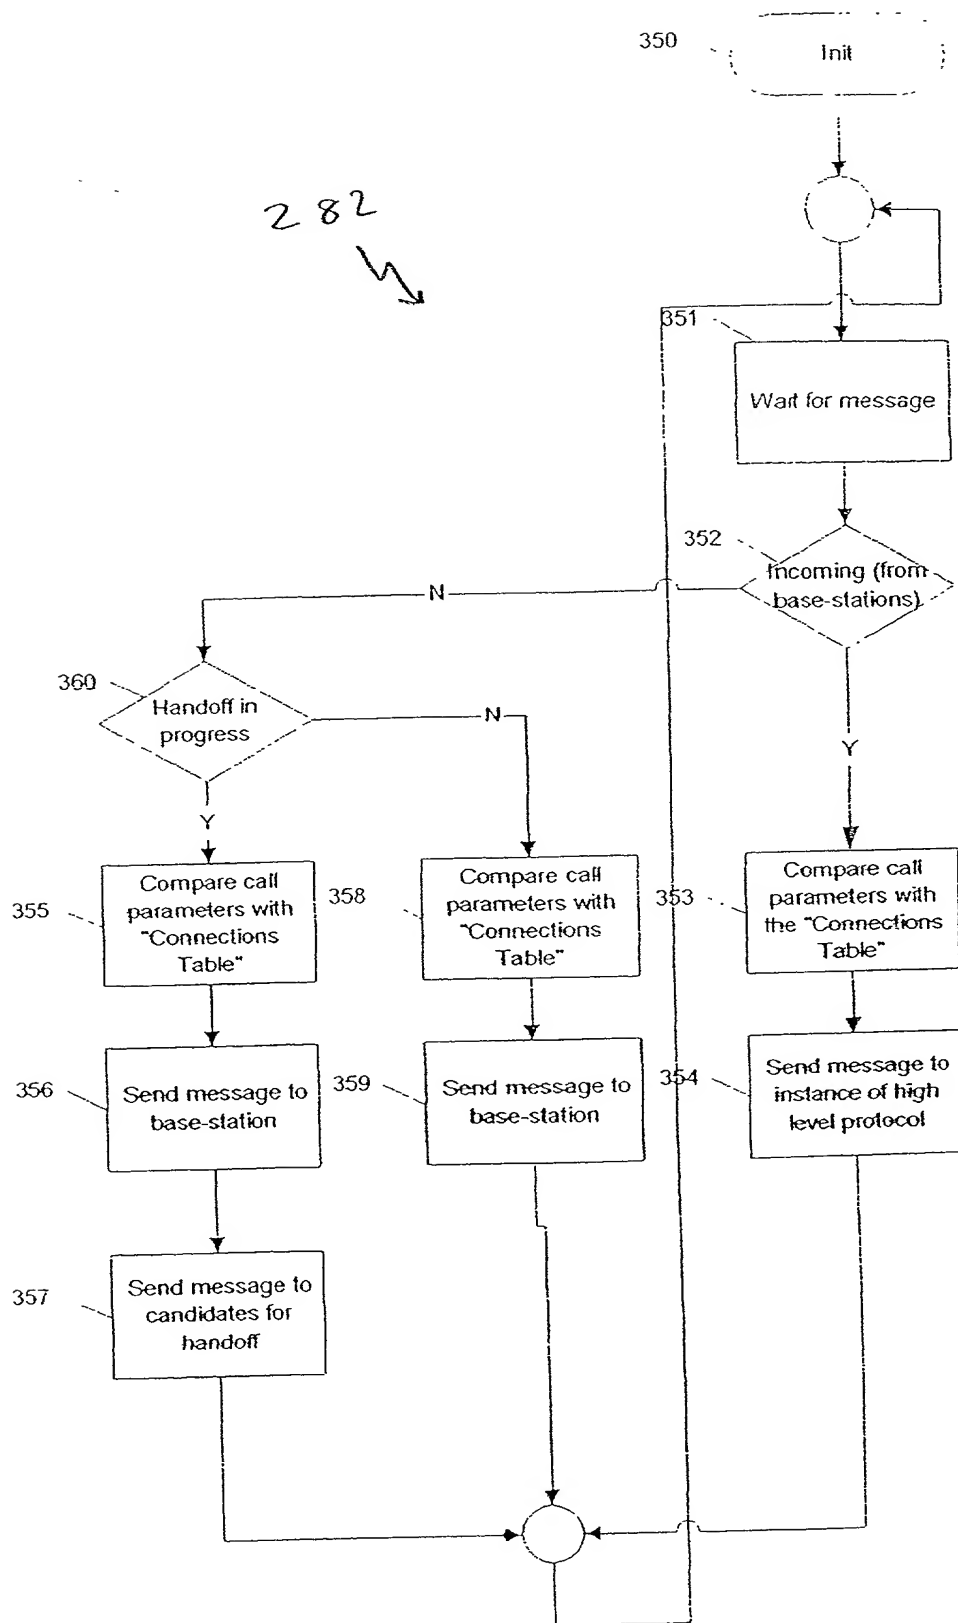 350
Init
282
351
Wait for message
352
Incoming (from
base-stations)
N
360
Handoff in
progress
N
Y
Y
355
Compare call
parameters with
"Connections
Table"
358
Compare call
parameters with
"Connections
Table"
353
Compare call
parameters with
the "Connections
Table"
356
Send message to
base-station
359
Send message to
base-station
354
Send message to
instance of high
level protocol
357
Send message to
candidates for
handoff